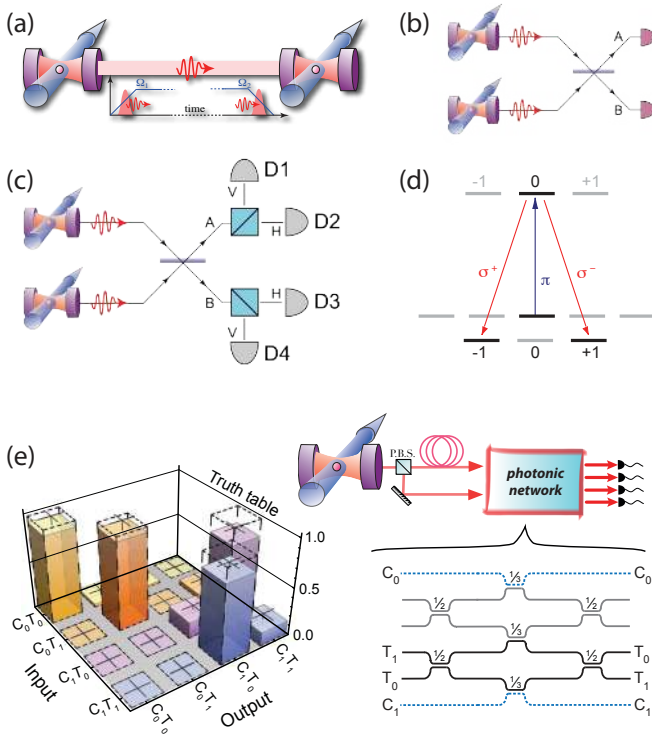 (a)
Ω1
Ω2
time
(b)
A
B
(c)
D1
V
A
H
D2
B
H
D3
V
D4
(d)
-1
0
+1
σ+
π
σ−
-1
0
+1
(e)
Truth table
1.0
0.5
0.0
C0T0
C0T1
C1T0
C1T1
Input
C0T0
C0T1
C1T0
C1T1
Output
P.B.S.
photonic
network
C0
⅓
C0
½
½
⅓
T1
T0
½
½
T0
T1
⅓
C1
C1